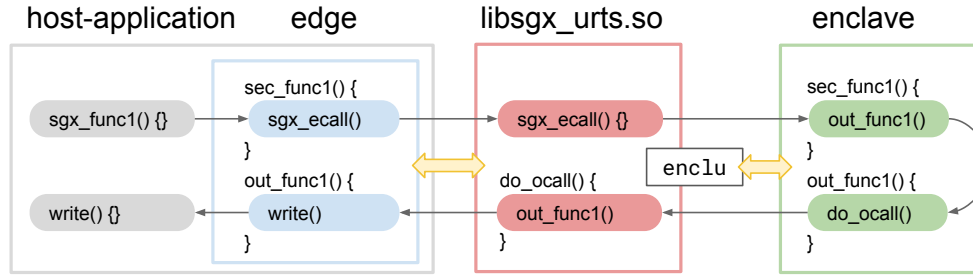 host-application
edge
libsgx_urts.so
enclave
sec_func1() {
sec_func1() {
sgx_func1() {}
sgx_ecall()
sgx_ecall() {}
out_func1()
}
}
enclu
out_func1() {
do_ocall() {
out_func1() {
write() {}
write()
out_func1()
do_ocall()
}
}
}